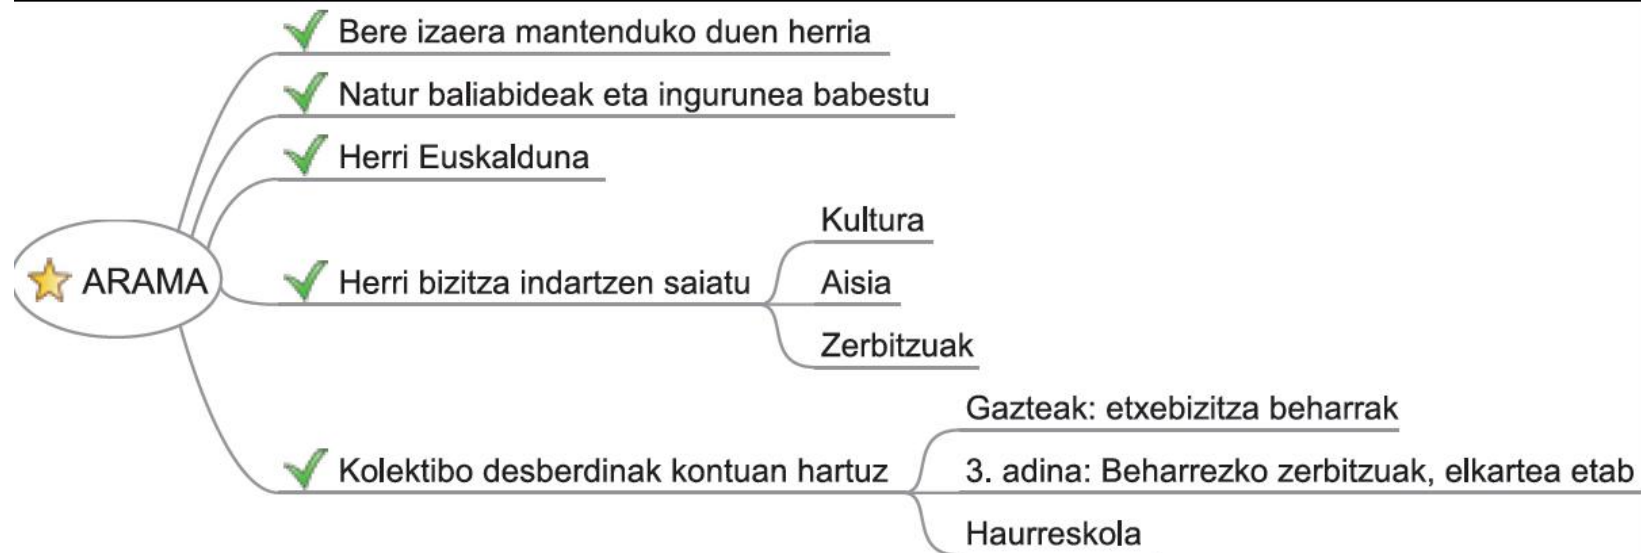 Bere izaera mantenduko duen herria
Natur baliabideak eta ingurunea babestu
Herri Euskalduna
ARAMA
Herri bizitza indartzen saiatu
Kultura
Aisia
Zerbitzuak
Kolektibo desberdinak kontuan hartuz
Gazteak: etxebizitza beharrak
3. adina: Beharrezko zerbitzuak, elkartea etab
Haurreskola